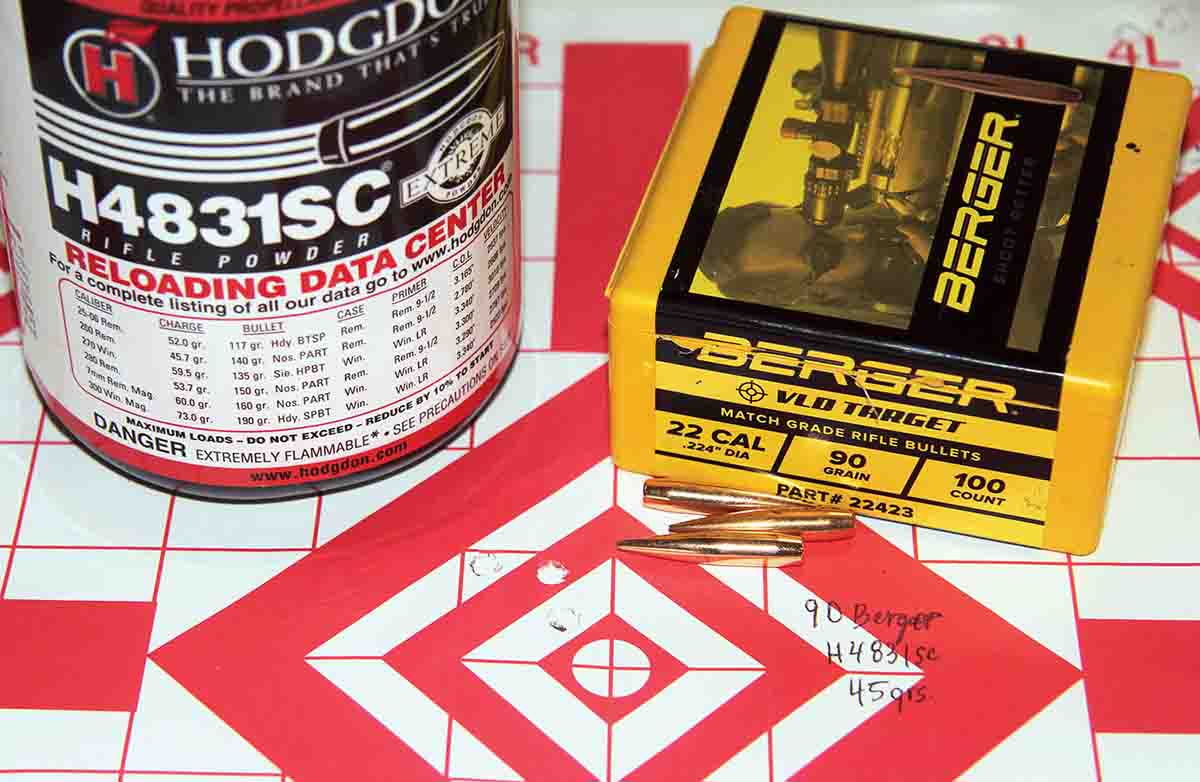 QUALITY PROPELLANT
HODGDON
THE BRAND THAT'S TRUE
H
EXTREME
POWDER
H4831SC
RIFLE POWDER
RELOADING DATA CENTER
For a complete listing of all our data go to www.hodgdon.com
CALIBER CHARGE BULLET CASE PRIMER C.O.L. VELOCITY
25-06 Rem. 52.0 gr. 117 gr. Hdy BTSP Rem. Rem. 9-1/2 3.165"
260 Rem. 45.7 gr. 140 gr. Nos. PART Rem. Rem. 9-1/2 2.780"
270 Win. 59.5 gr. 135 gr. Sie. HPBT Win. Win. LR 3.340"
280 Rem. 53.7 gr. 150 gr. Nos. PART Rem. Rem. 9-1/2 3.300"
7mm Rem. Mag. 60.0 gr. 160 gr. Nos. PART Win. Win. LR 3.290"
300 Win. Mag. 73.0 gr. 190 gr. Hdy. SPBT Win. Win. LR 3.340"
MAXIMUM LOADS – DO NOT EXCEED – REDUCE BY 10% TO START
DANGER EXTREMELY FLAMMABLE* • SEE PRECAUTIONS ON
www.hodgdon.com
4L
BERGER
SHOOT BETTER
BERGER
VLD TARGET
MATCH GRADE RIFLE BULLETS
22 CAL
.224" DIA
90
GRAIN
100
COUNT
PART# 22423
90 Berger
H4831sc
45grs.